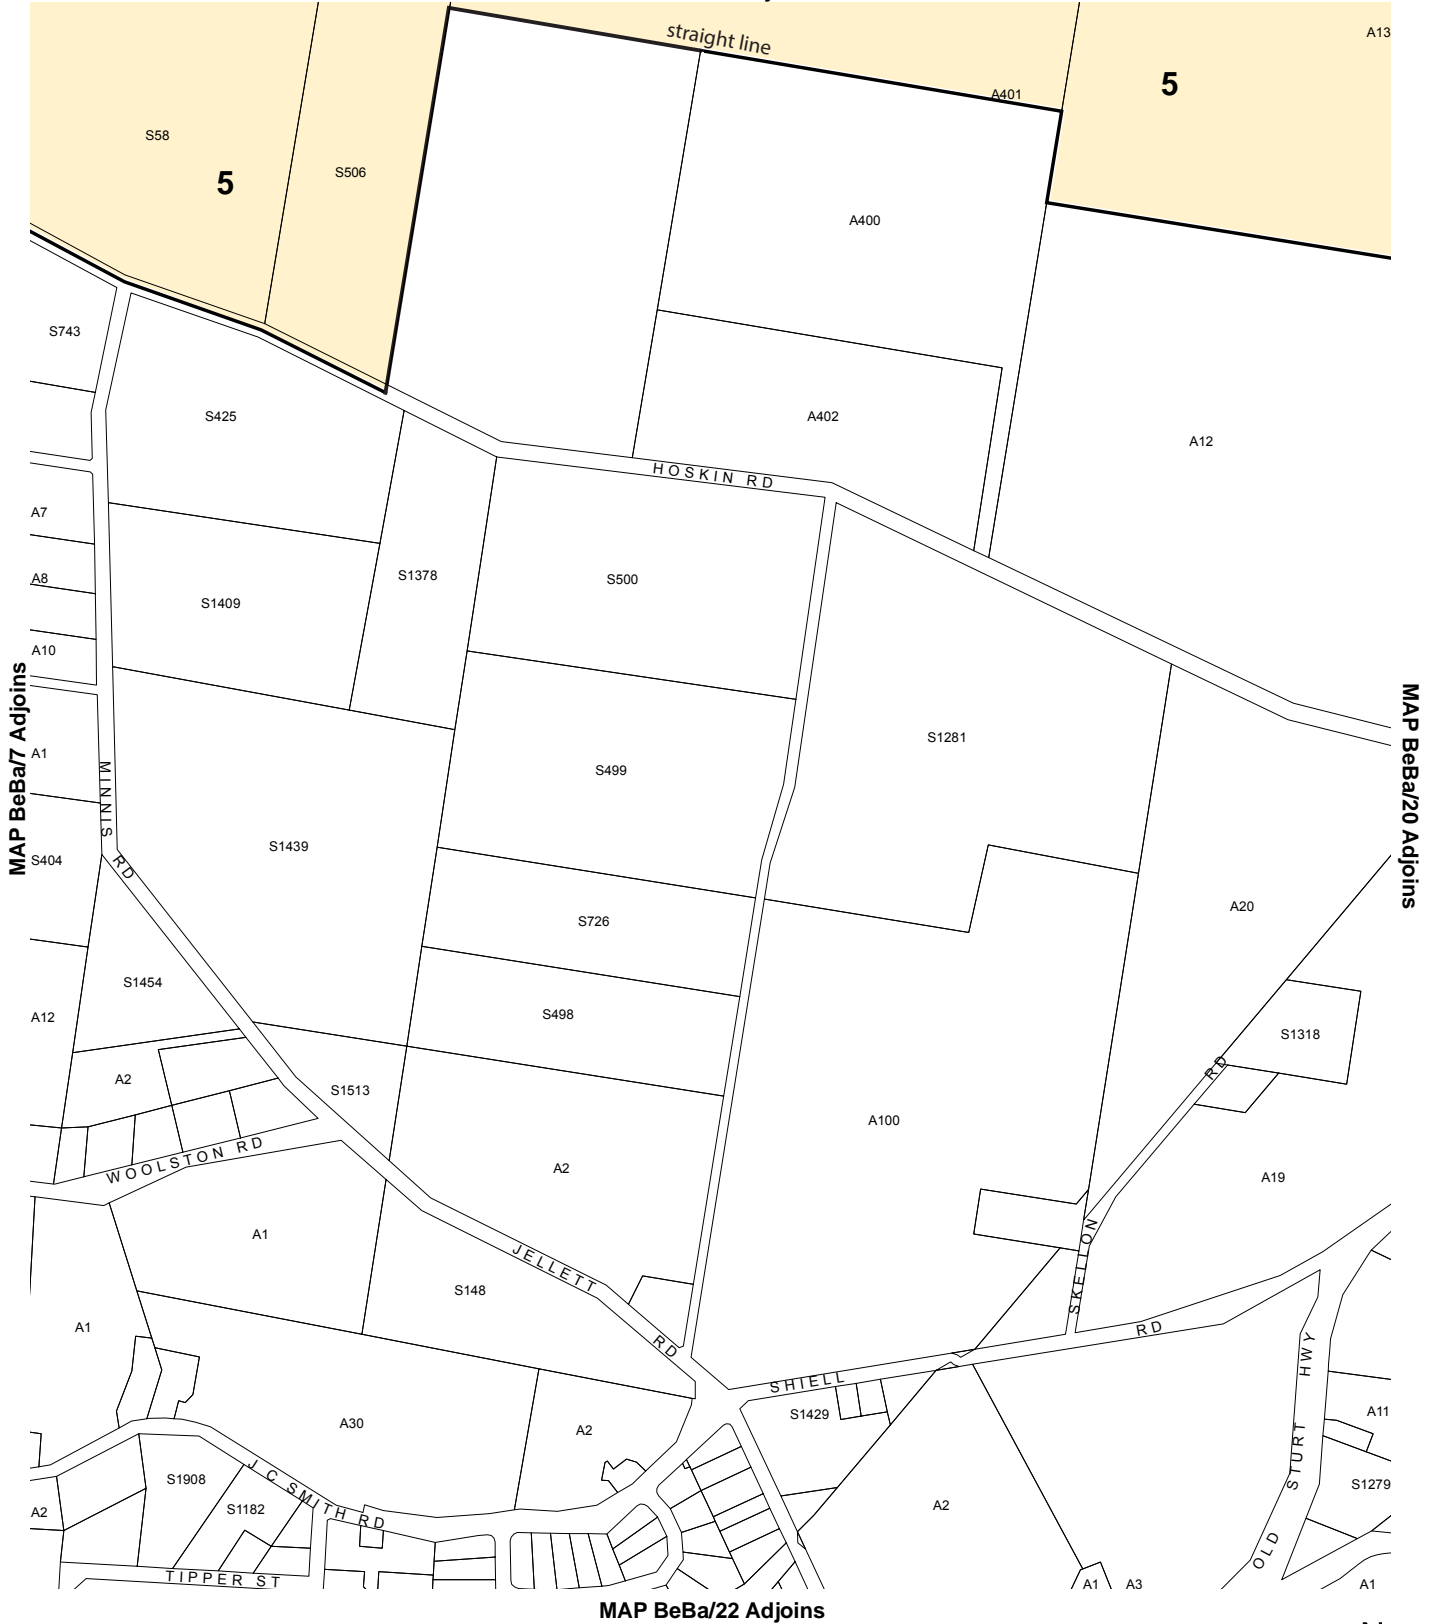 straight line
A13
5
A401
S58
5
S506
A400
S743
S425
A402
A12
HOSKIN RD
A7
A8
S1378
S500
S1409
A10
S1281
A1
S499
MAP BeBa/7 Adjoins
MAP BeBa/20 Adjoins
MINNIS RD
S404
S1439
A20
S726
S1454
A12
S498
S1318
A2
S1513
A100
RD
WOOLSTON RD
A2
A19
A1
SKELLON
JELLETT RD
S148
A1
SHIELL RD
S1429
OLD STURT HWY
A11
A30
A2
S1908
J C SMITH RD
S1279
A2
S1182
A2
TIPPER ST
A1
A3
A1
MAP BeBa/22 Adjoins